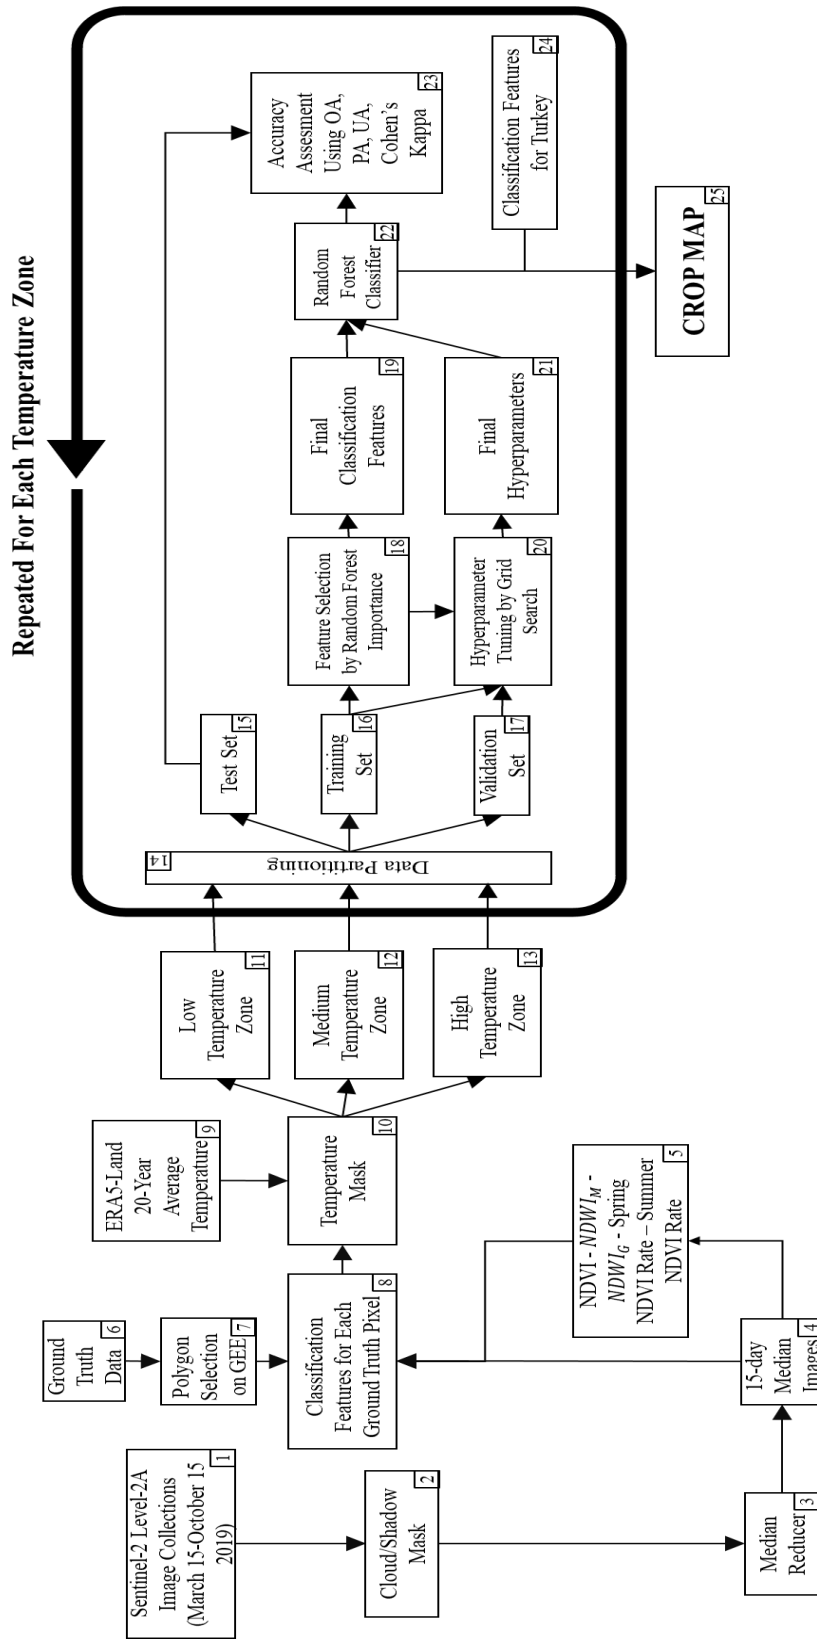 Repeated For Each Temperature Zone
Sentinel-2 Level-2A
Image Collections
(March 15-October 15
2019)
1
Cloud/Shadow
Mask
2
Median
Reducer
3
15-day
Median
Images
4
NDVI - NDWI_M -
NDWI_G - Spring
NDVI Rate – Summer
NDVI Rate
5
Ground
Truth
Data
6
Polygon
Selection
on GEE
7
Classification
Features for Each
Ground Truth Pixel
8
ERA5-Land
20-Year
Average
Temperature
9
Temperature
Mask
10
Low
Temperature
Zone
11
Medium
Temperature
Zone
12
High
Temperature
Zone
13
Data Partitioning
14
Test Set
15
Training
Set
16
Validation
Set
17
Feature Selection
by Random Forest
Importance
18
Final
Classification
Features
19
Hyperparameter
Tuning by Grid
Search
20
Final
Hyperparameters
21
Random
Forest
Classifier
22
Accuracy
Assesment
Using OA,
PA, UA,
Cohen's
Kappa
23
Classification Features
for Turkey
24
CROP MAP
25